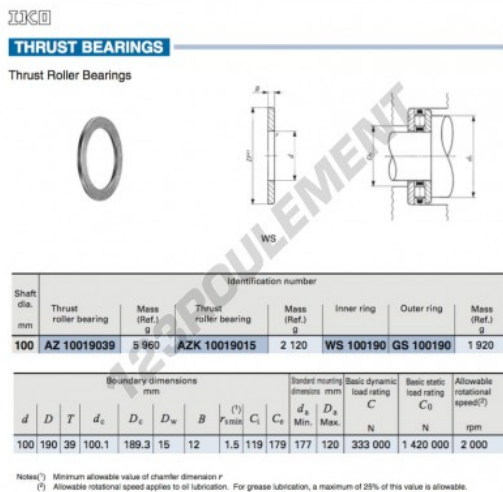 IKO
THRUST BEARINGS
Thrust Roller Bearings
WS
123ROULEMENT
Identification number
Shaft dia. mm | Thrust roller bearing | Mass (Ref.) g | Thrust roller bearing | Mass (Ref.) g | Inner ring | Outer ring | Mass (Ref.) g
100 | AZ 10019039 | 5 960 | AZK 10019015 | 2 120 | WS 100190 | GS 100190 | 1 920
Boundary dimensions mm | Standard mounting dimensions mm | Basic dynamic load rating C N | Basic static load rating C0 N | Allowable rotational speed(²) rpm
d | D | T | dc | Dc | Dw | B | rs min (¹) | Ci | Ce | da Min. | Da Max.
100 | 190 | 39 | 100.1 | 189.3 | 15 | 12 | 1.5 | 119 | 179 | 177 | 120 | 333 000 | 1 420 000 | 2 000
Notes(¹) Minimum allowable value of chamfer dimension r
(²) Allowable rotational speed applies to oil lubrication. For grease lubrication, a maximum of 25% of this value is allowable.